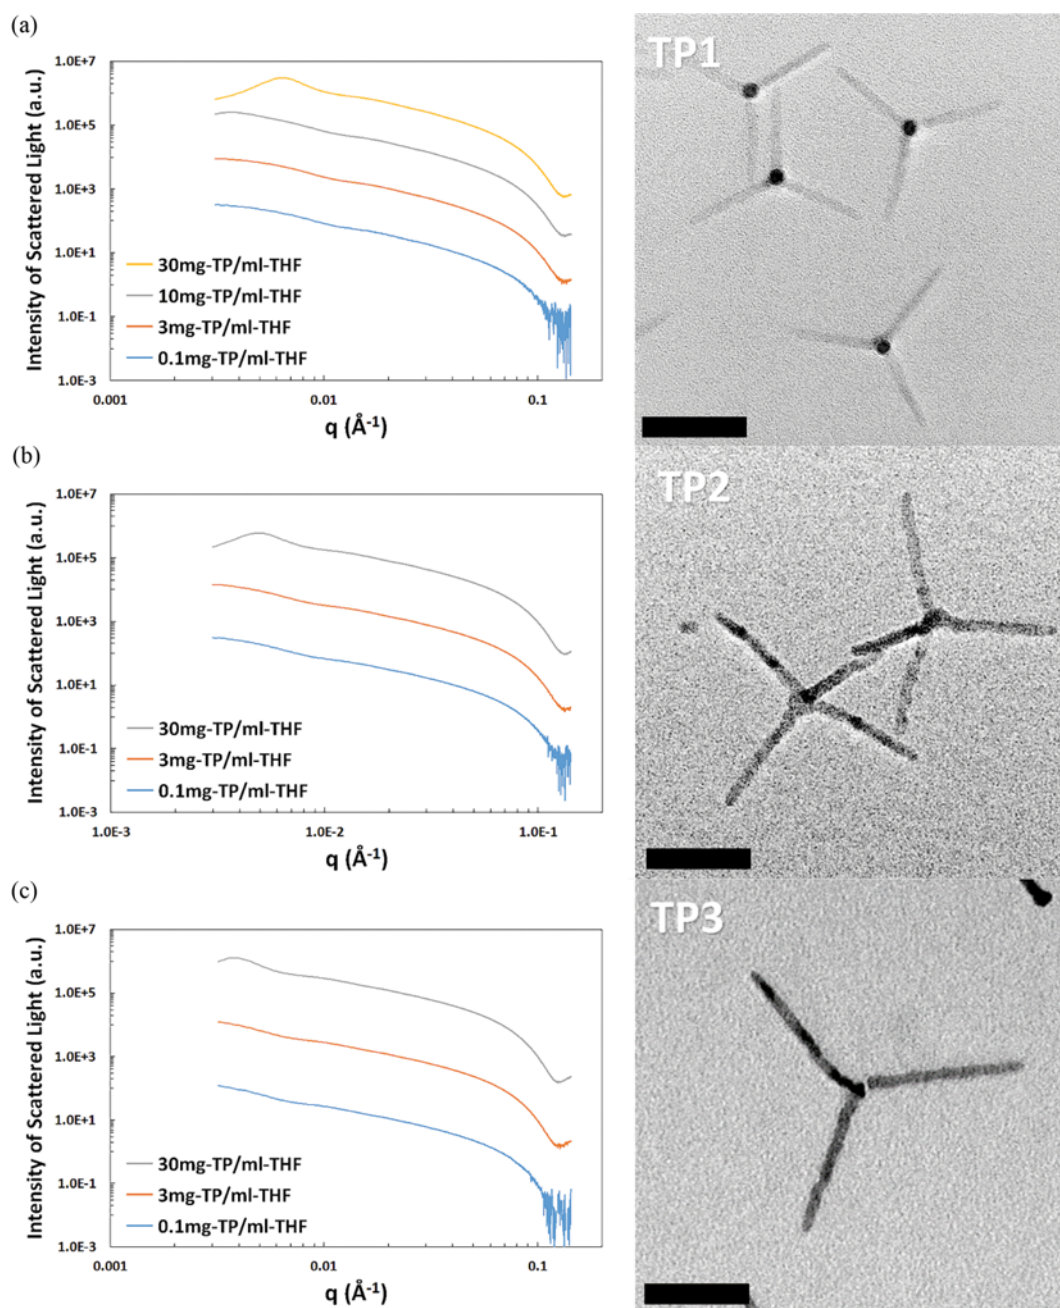 (a)
Intensity of Scattered Light (a.u.)
1.0E+7
1.0E+5
1.0E+3
1.0E+1
1.0E-1
1.0E-3
30mg-TP/ml-THF
10mg-TP/ml-THF
3mg-TP/ml-THF
0.1mg-TP/ml-THF
0.001
0.01
0.1
q (Å-1)
TP1
(b)
Intensity of Scattered Light (a.u.)
1.0E+7
1.0E+5
1.0E+3
1.0E+1
1.0E-1
1.0E-3
30mg-TP/ml-THF
3mg-TP/ml-THF
0.1mg-TP/ml-THF
1.0E-3
1.0E-2
1.0E-1
q (Å-1)
TP2
(c)
Intensity of Scattered Light (a.u.)
1.0E+7
1.0E+5
1.0E+3
1.0E+1
1.0E-1
1.0E-3
30mg-TP/ml-THF
3mg-TP/ml-THF
0.1mg-TP/ml-THF
0.001
0.01
0.1
q (Å-1)
TP3